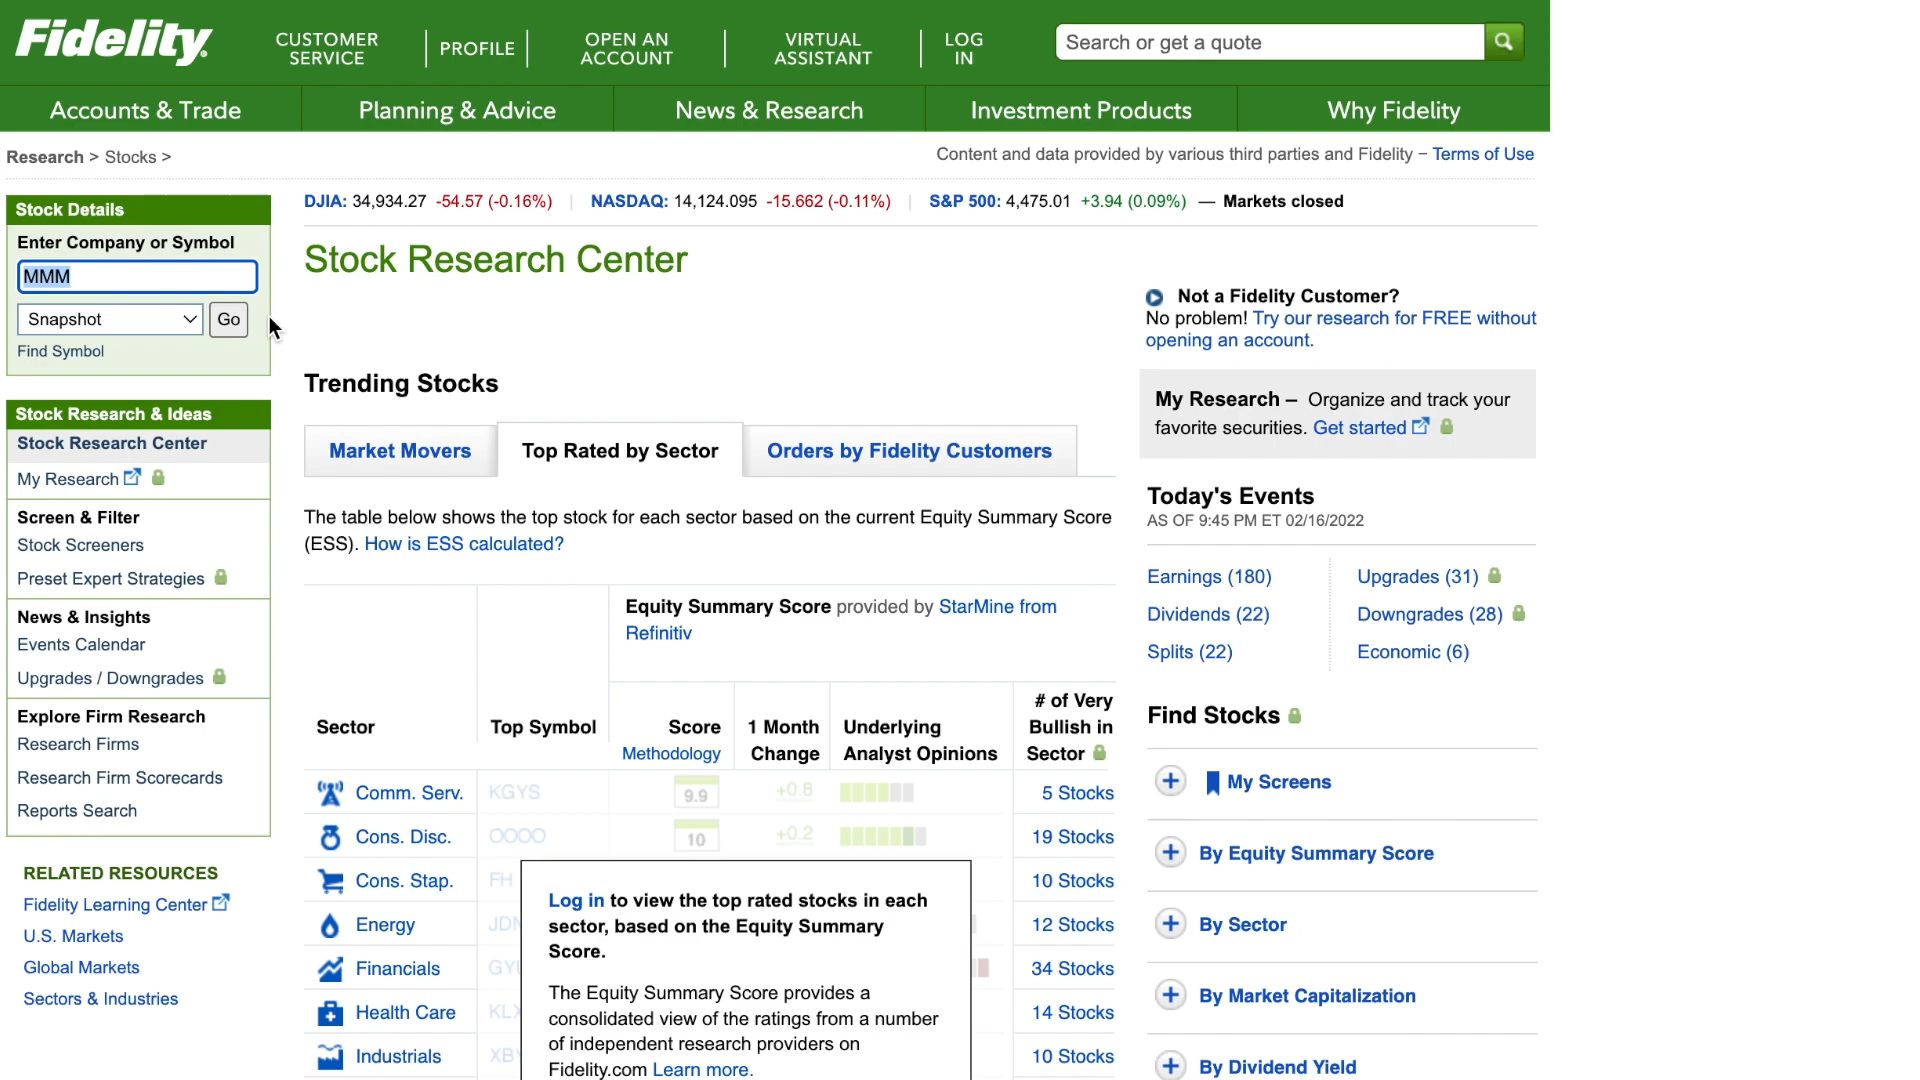 Fidelity
CUSTOMER SERVICE
PROFILE
OPEN AN ACCOUNT
VIRTUAL ASSISTANT
LOG IN
Search or get a quote
Accounts & Trade
Planning & Advice
News & Research
Investment Products
Why Fidelity
Research > Stocks >
Content and data provided by various third parties and Fidelity – Terms of Use
Stock Details
Enter Company or Symbol
MMM
Snapshot
Go
Find Symbol
Stock Research & Ideas
Stock Research Center
My Research
Screen & Filter
Stock Screeners
Preset Expert Strategies
News & Insights
Events Calendar
Upgrades / Downgrades
Explore Firm Research
Research Firms
Research Firm Scorecards
Reports Search
RELATED RESOURCES
Fidelity Learning Center
U.S. Markets
Global Markets
Sectors & Industries
DJIA: 34,934.27 -54.57 (-0.16%) | NASDAQ: 14,124.095 -15.662 (-0.11%) | S&P 500: 4,475.01 +3.94 (0.09%) — Markets closed
Stock Research Center
Trending Stocks
Market Movers
Top Rated by Sector
Orders by Fidelity Customers
The table below shows the top stock for each sector based on the current Equity Summary Score
(ESS). How is ESS calculated?
Equity Summary Score provided by StarMine from
Refinitiv
Sector
Top Symbol
Score
Methodology
1 Month
Change
Underlying
Analyst Opinions
# of Very
Bullish in
Sector
Comm. Serv. KGYS 9.9 +0.8 5 Stocks
Cons. Disc. OOOO 10 +0.2 19 Stocks
Cons. Stap. FH 10 Stocks
Energy JDN 12 Stocks
Financials 34 Stocks
Health Care 14 Stocks
Industrials 10 Stocks
Log in to view the top rated stocks in each
sector, based on the Equity Summary
Score.
The Equity Summary Score provides a
consolidated view of the ratings from a number
of independent research providers on
Fidelity.com Learn more.
Not a Fidelity Customer?
No problem! Try our research for FREE without
opening an account.
My Research – Organize and track your
favorite securities. Get started
Today's Events
AS OF 9:45 PM ET 02/16/2022
Earnings (180)
Dividends (22)
Splits (22)
Upgrades (31)
Downgrades (28)
Economic (6)
Find Stocks
My Screens
By Equity Summary Score
By Sector
By Market Capitalization
By Dividend Yield